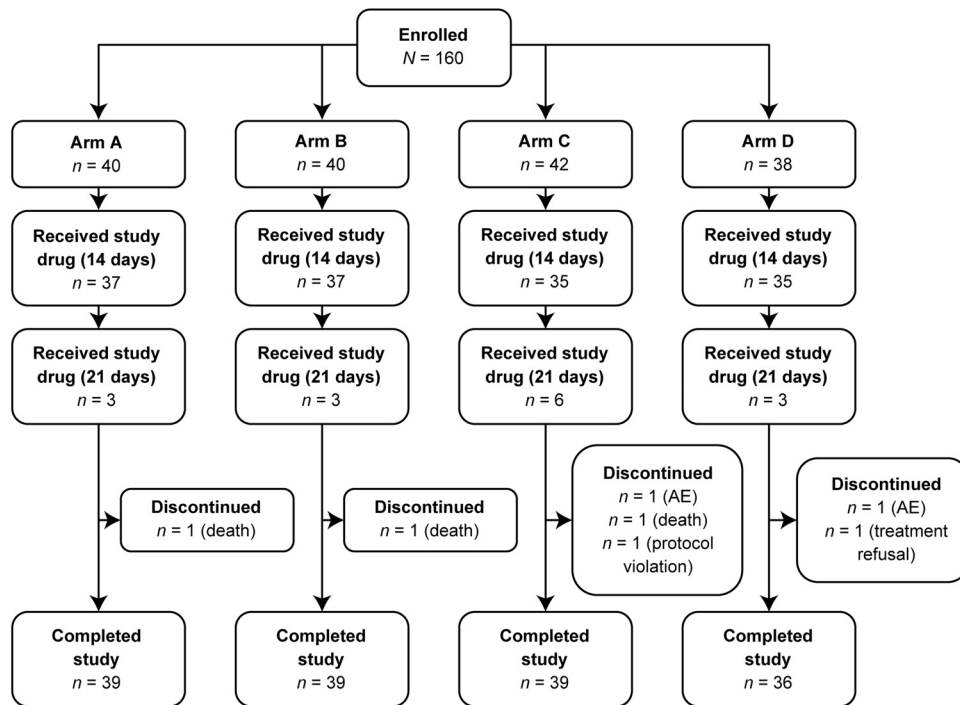 Enrolled
N = 160
Arm A
n = 40
Arm B
n = 40
Arm C
n = 42
Arm D
n = 38
Received study
drug (14 days)
n = 37
Received study
drug (14 days)
n = 37
Received study
drug (14 days)
n = 35
Received study
drug (14 days)
n = 35
Received study
drug (21 days)
n = 3
Received study
drug (21 days)
n = 3
Received study
drug (21 days)
n = 6
Received study
drug (21 days)
n = 3
Discontinued
n = 1 (death)
Discontinued
n = 1 (death)
Discontinued
n = 1 (AE)
n = 1 (death)
n = 1 (protocol
violation)
Discontinued
n = 1 (AE)
n = 1 (treatment
refusal)
Completed
study
n = 39
Completed
study
n = 39
Completed
study
n = 39
Completed
study
n = 36